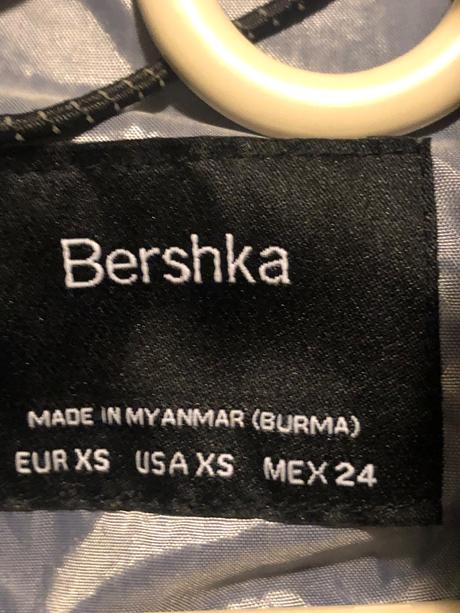 Bershka
MADE IN MYANMAR (BURMA)
EUR XS USA XS MEX 24